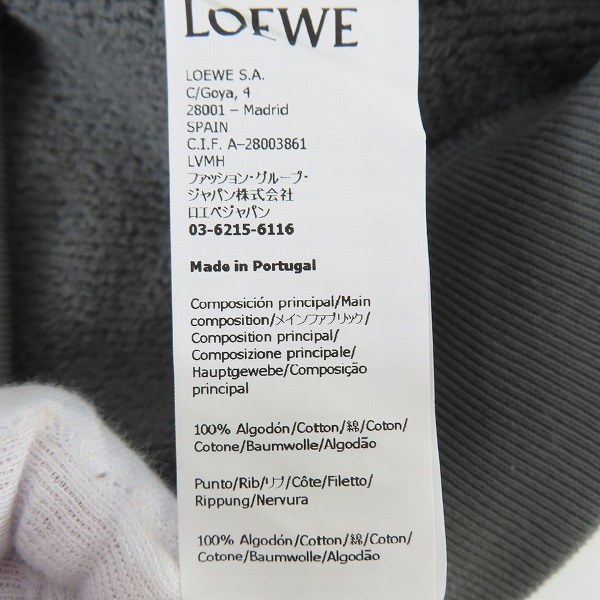 LOEWE
LOEWE S.A.
C/Goya, 4
28001 – Madrid
SPAIN
C.I.F. A–28003861
LVMH
ファッション・グループ・
ジャパン株式会社
ロエベジャパン
03-6215-6116
Made in Portugal
Composición principal/Main
composition/メインファブリック/
Composition principal/
Composizione principale/
Hauptgewebe/Composição
principal
100% Algodón/Cotton/綿/Coton/
Cotone/Baumwolle/Algodão
Punto/Rib/リブ/Côte/Filetto/
Rippung/Nervura
100% Algodón/Cotton/綿/Coton/
Cotone/Baumwolle/Algodão